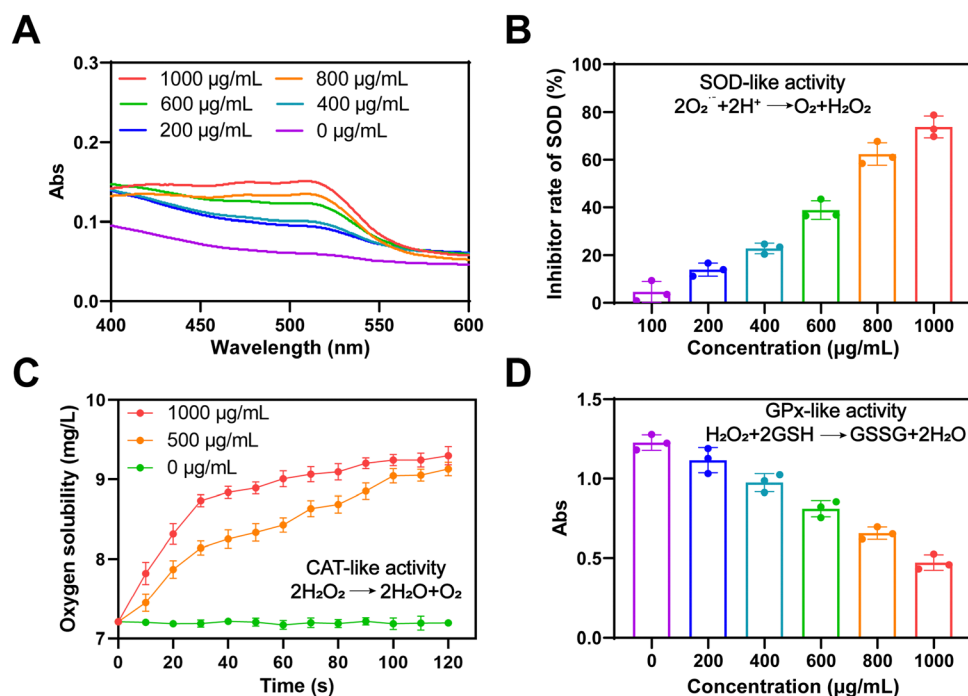 A
0.3
0.2
0.1
0.0
Abs
1000 µg/mL
800 µg/mL
600 µg/mL
400 µg/mL
200 µg/mL
0 µg/mL
400
450
500
550
600
Wavelength (nm)
B
Inhibitor rate of SOD (%)
100
80
60
40
20
0
SOD-like activity
2O₂˙⁻+2H⁺ → O₂+H₂O₂
100
200
400
600
800
1000
Concentration (µg/mL)
C
Oxygen solubility (mg/L)
10
9
8
7
1000 µg/mL
500 µg/mL
0 µg/mL
CAT-like activity
2H₂O₂ → 2H₂O+O₂
0
20
40
60
80
100
120
Time (s)
D
Abs
1.5
1.0
0.5
0.0
GPx-like activity
H₂O₂+2GSH → GSSG+2H₂O
0
200
400
600
800
1000
Concentration (µg/mL)